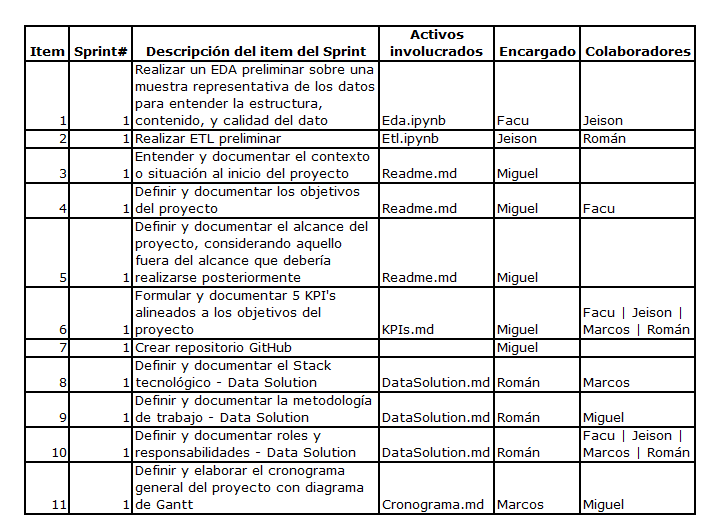 Item Sprint# Descripción del item del Sprint Activos involucrados Encargado Colaboradores
Realizar un EDA preliminar sobre una
muestra representativa de los datos
para entender la estructura,
1 1 contenido, y calidad del dato Eda.ipynb Facu Jeison
2 1 Realizar ETL preliminar Etl.ipynb Jeison Román
Entender y documentar el contexto
3 1 o situación al inicio del proyecto Readme.md Miguel
Definir y documentar los objetivos
4 1 del proyecto Readme.md Miguel Facu
Definir y documentar el alcance del
proyecto, considerando aquello
fuera del alcance que debería
5 1 realizarse posteriormente Readme.md Miguel
Formular y documentar 5 KPI's
alineados a los objetivos del Facu | Jeison |
6 1 proyecto KPIs.md Miguel Marcos | Román
7 1 Crear repositorio GitHub Miguel
Definir y documentar el Stack
8 1 tecnológico - Data Solution DataSolution.md Román Marcos
Definir y documentar la metodología
9 1 de trabajo - Data Solution DataSolution.md Román Miguel
Definir y documentar roles y Facu | Jeison |
10 1 responsabilidades - Data Solution DataSolution.md Román Marcos | Román
Definir y elaborar el cronograma
general del proyecto con diagrama
11 1 de Gantt Cronograma.md Marcos Miguel